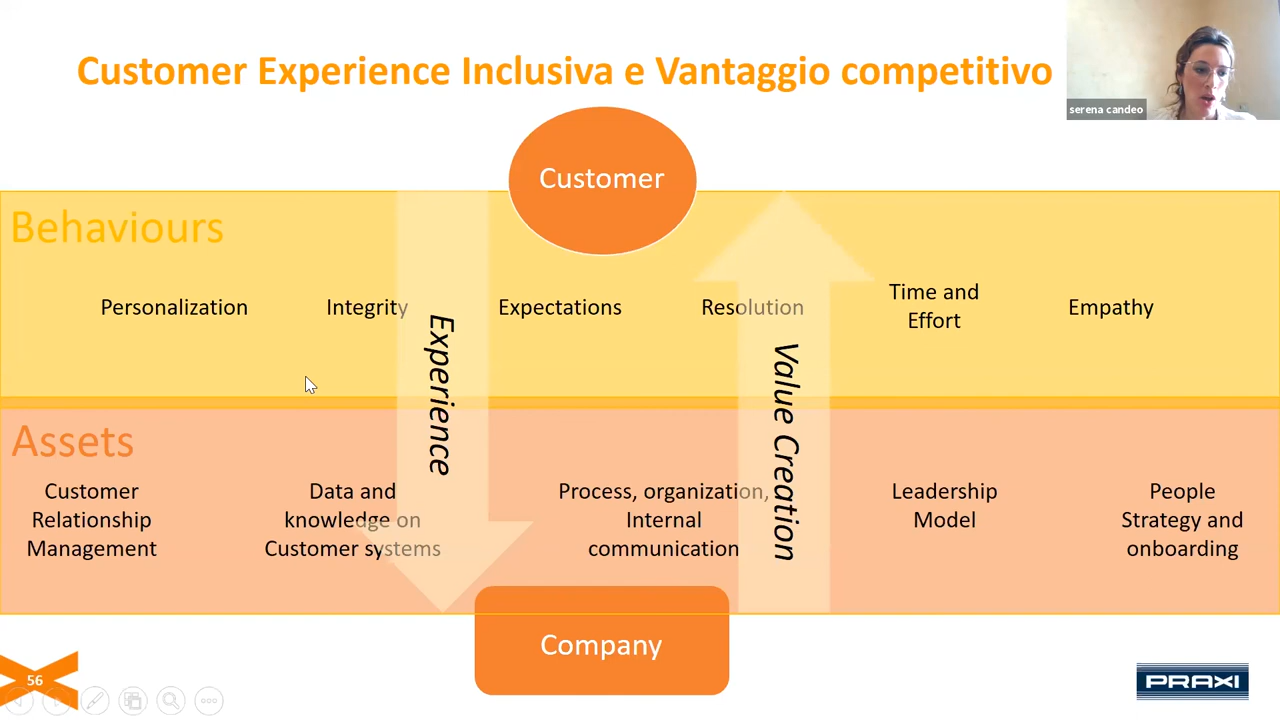 Customer Experience Inclusiva e Vantaggio competitivo
serena candeo
Customer
Behaviours
Personalization
Integrity
Expectations
Resolution
Time and
Effort
Empathy
Experience
Value Creation
Assets
Customer
Relationship
Management
Data and
knowledge on
Customer systems
Process, organization,
Internal
communication
Leadership
Model
People
Strategy and
onboarding
Company
56
PRAXI